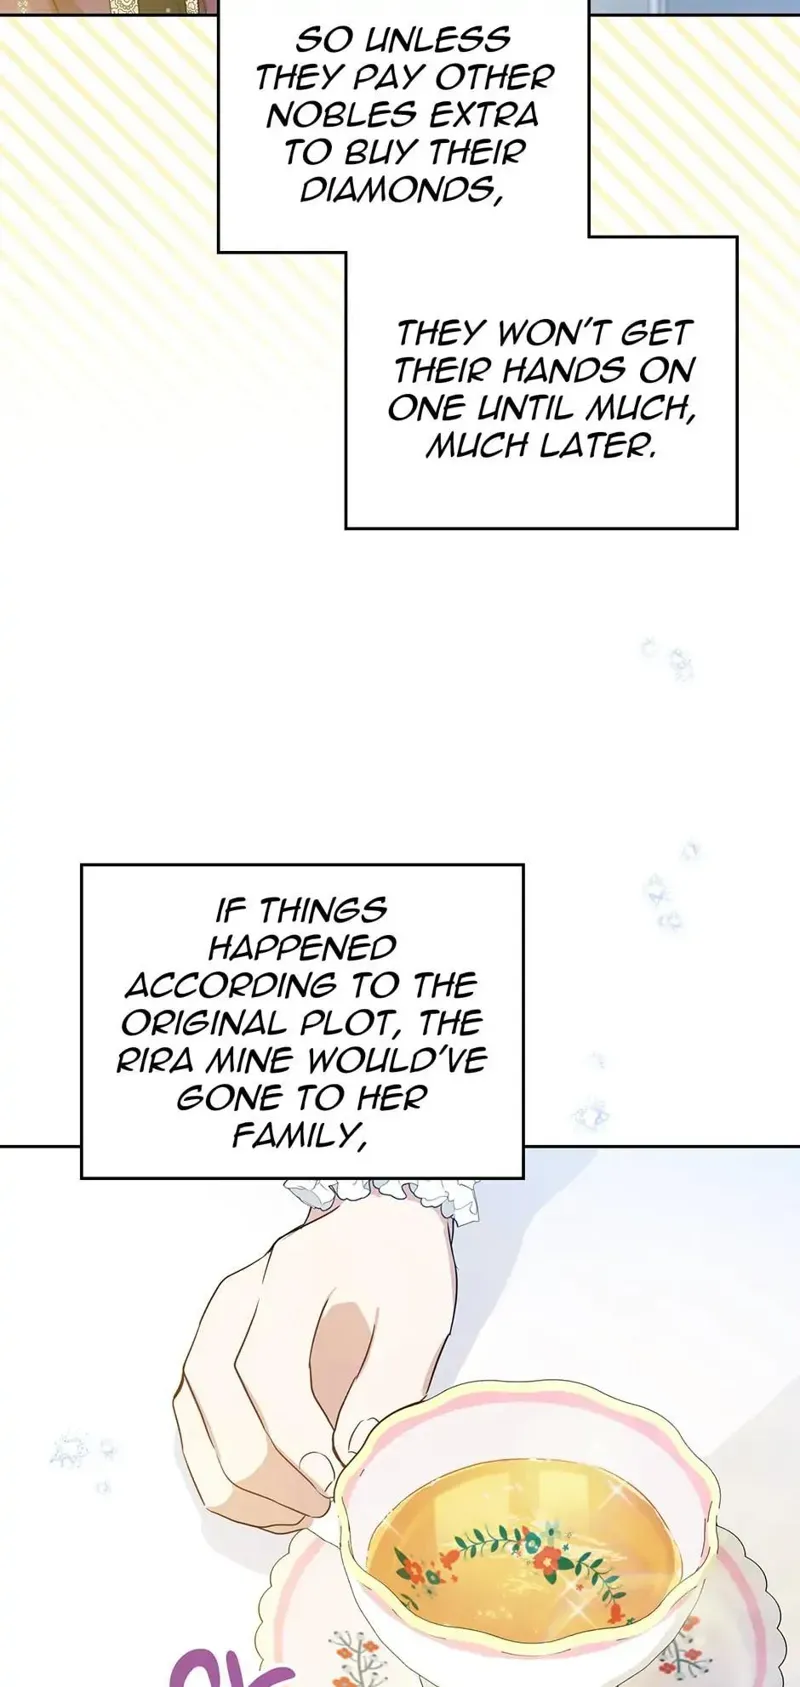 SO UNLESS
THEY PAY OTHER
NOBLES EXTRA
TO BUY THEIR
DIAMONDS,
THEY WON'T GET
THEIR HANDS ON
ONE UNTIL MUCH,
MUCH LATER.
IF THINGS
HAPPENED
ACCORDING TO THE
ORIGINAL PLOT, THE
RIRA MINE WOULD'VE
GONE TO HER
FAMILY,